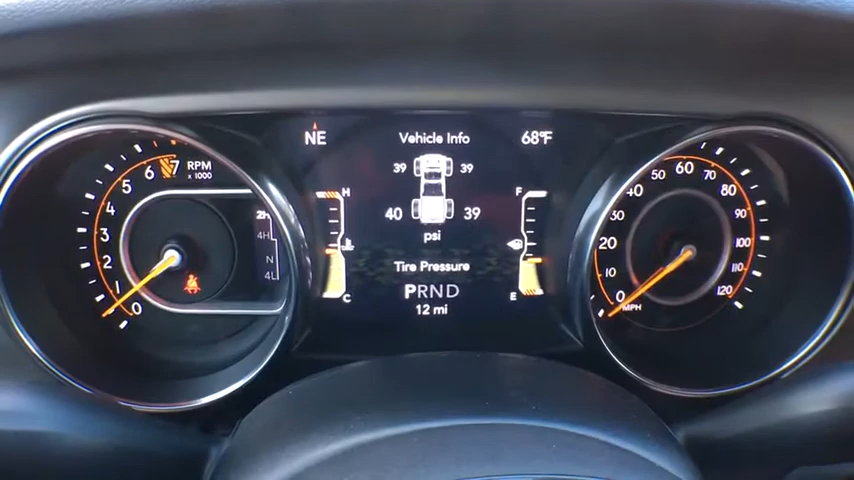 NE
Vehicle Info
68°F
39 39
40 39
psi
Tire Pressure
PRND
12 mi
H
C
F
E
RPM
x 1000
0 1 2 3 4 5 6 7
2H
4H
N
4L
0 10 20 30 40 50 60 70 80 90 100 110 120
MPH